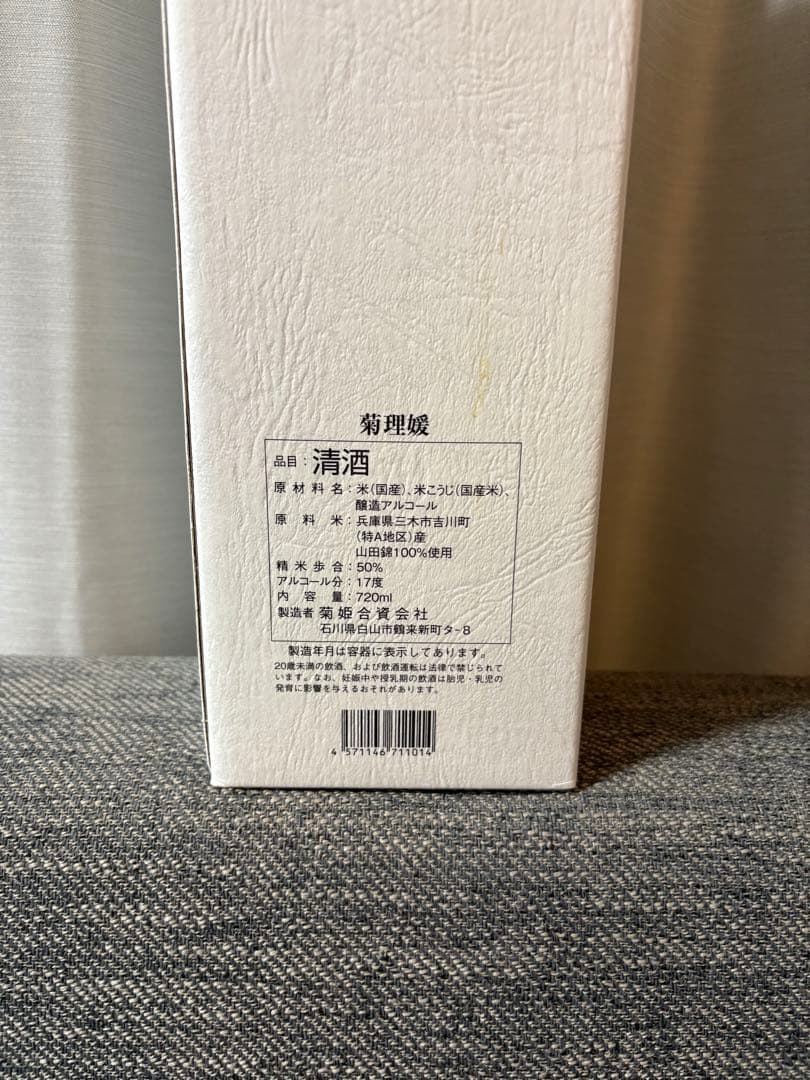 菊理媛
品目：清酒
原材料名：米（国産）、米こうじ（国産米）、
醸造アルコール
原料米：兵庫県三木市吉川町
（特A地区）産
山田錦100%使用
精米歩合：50%
アルコール分：17度
内容量：720ml
製造者 菊姫合資会社
石川県白山市鶴来新町タ-8
製造年月は容器に表示してあります。
20歳未満の飲酒、および飲酒運転は法律で禁じられて
います。なお、妊娠中や授乳期の飲酒は胎児・乳児の
発育に影響を与えるおそれがあります。
4 571146 711014